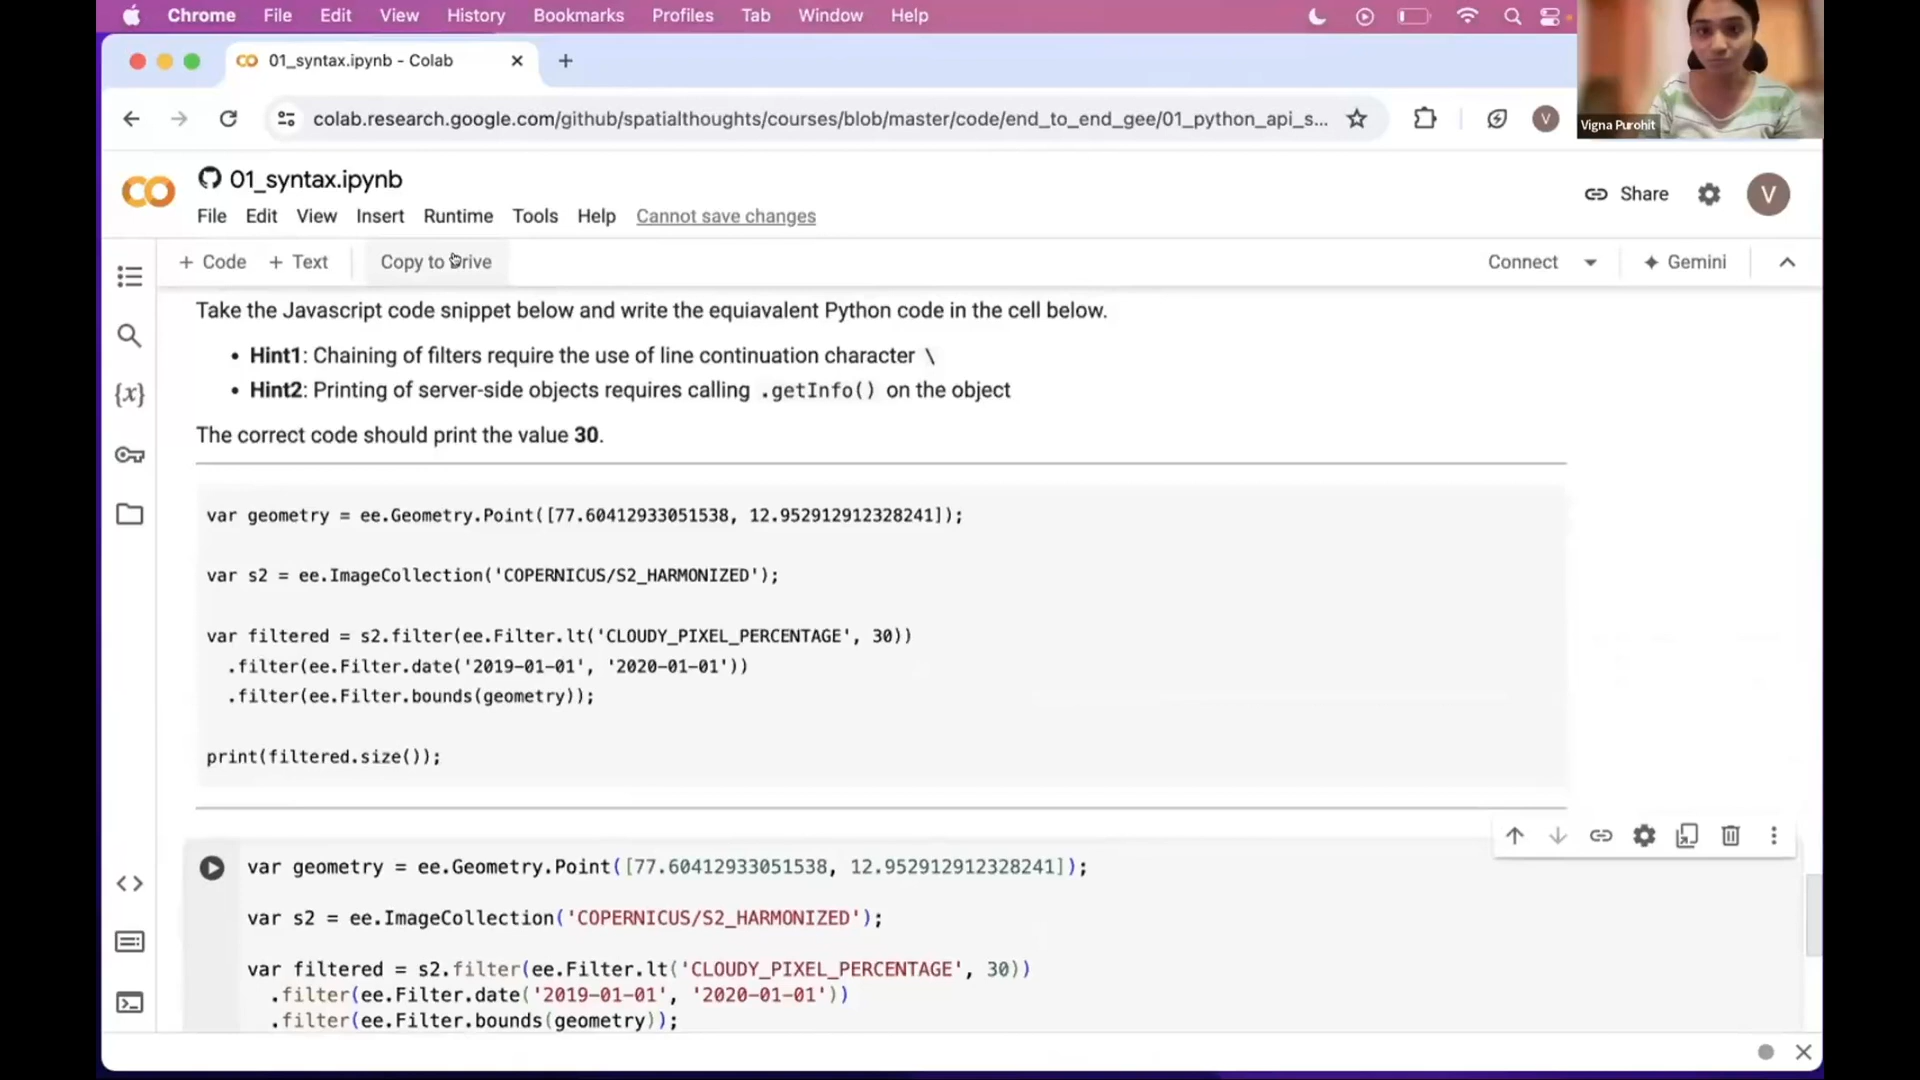 Chrome File Edit View History Bookmarks Profiles Tab Window Help
01_syntax.ipynb - Colab
colab.research.google.com/github/spatialthoughts/courses/blob/master/code/end_to_end_gee/01_python_api_s...
V
Vigna Purohit
01_syntax.ipynb
Share
V
File Edit View Insert Runtime Tools Help Cannot save changes
+ Code + Text Copy to Drive Connect Gemini
Take the Javascript code snippet below and write the equiavalent Python code in the cell below.
• Hint1: Chaining of filters require the use of line continuation character \
• Hint2: Printing of server-side objects requires calling .getInfo() on the object
The correct code should print the value 30.
var geometry = ee.Geometry.Point([77.60412933051538, 12.952912912328241]);
var s2 = ee.ImageCollection('COPERNICUS/S2_HARMONIZED');
var filtered = s2.filter(ee.Filter.lt('CLOUDY_PIXEL_PERCENTAGE', 30))
.filter(ee.Filter.date('2019-01-01', '2020-01-01'))
.filter(ee.Filter.bounds(geometry));
print(filtered.size());
var geometry = ee.Geometry.Point([77.60412933051538, 12.952912912328241]);
var s2 = ee.ImageCollection('COPERNICUS/S2_HARMONIZED');
var filtered = s2.filter(ee.Filter.lt('CLOUDY_PIXEL_PERCENTAGE', 30))
.filter(ee.Filter.date('2019-01-01', '2020-01-01'))
.filter(ee.Filter.bounds(geometry));